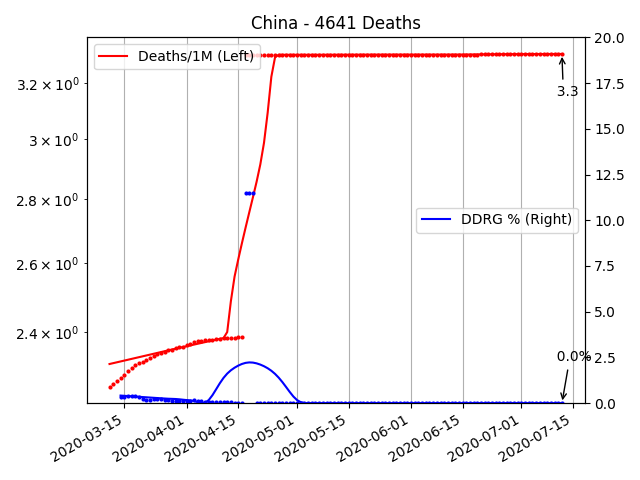 China - 4641 Deaths
Deaths/1M (Left)
DDRG % (Right)
3.3
0.0%
3.2 × 10⁰
3 × 10⁰
2.8 × 10⁰
2.6 × 10⁰
2.4 × 10⁰
20.0
17.5
15.0
12.5
10.0
7.5
5.0
2.5
0.0
2020-03-15
2020-04-01
2020-04-15
2020-05-01
2020-05-15
2020-06-01
2020-06-15
2020-07-01
2020-07-15